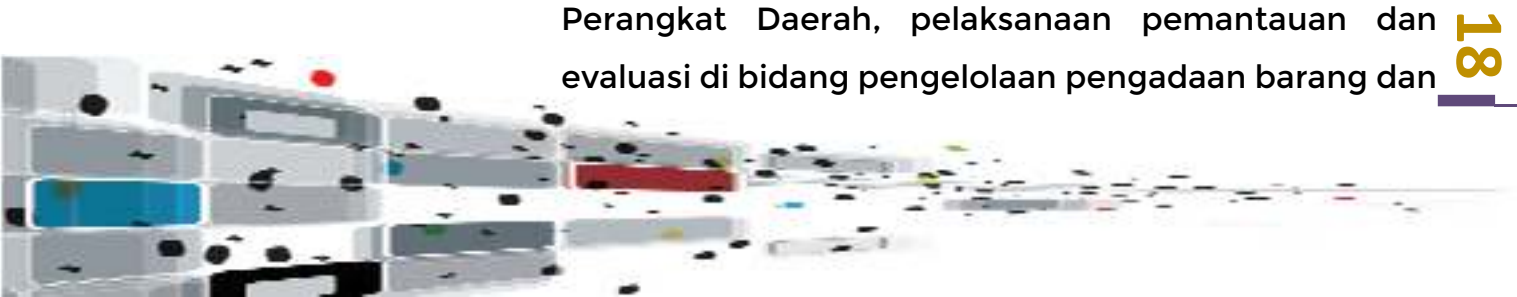 Perangkat Daerah, pelaksanaan pemantauan dan
evaluasi di bidang pengelolaan pengadaan barang dan
18